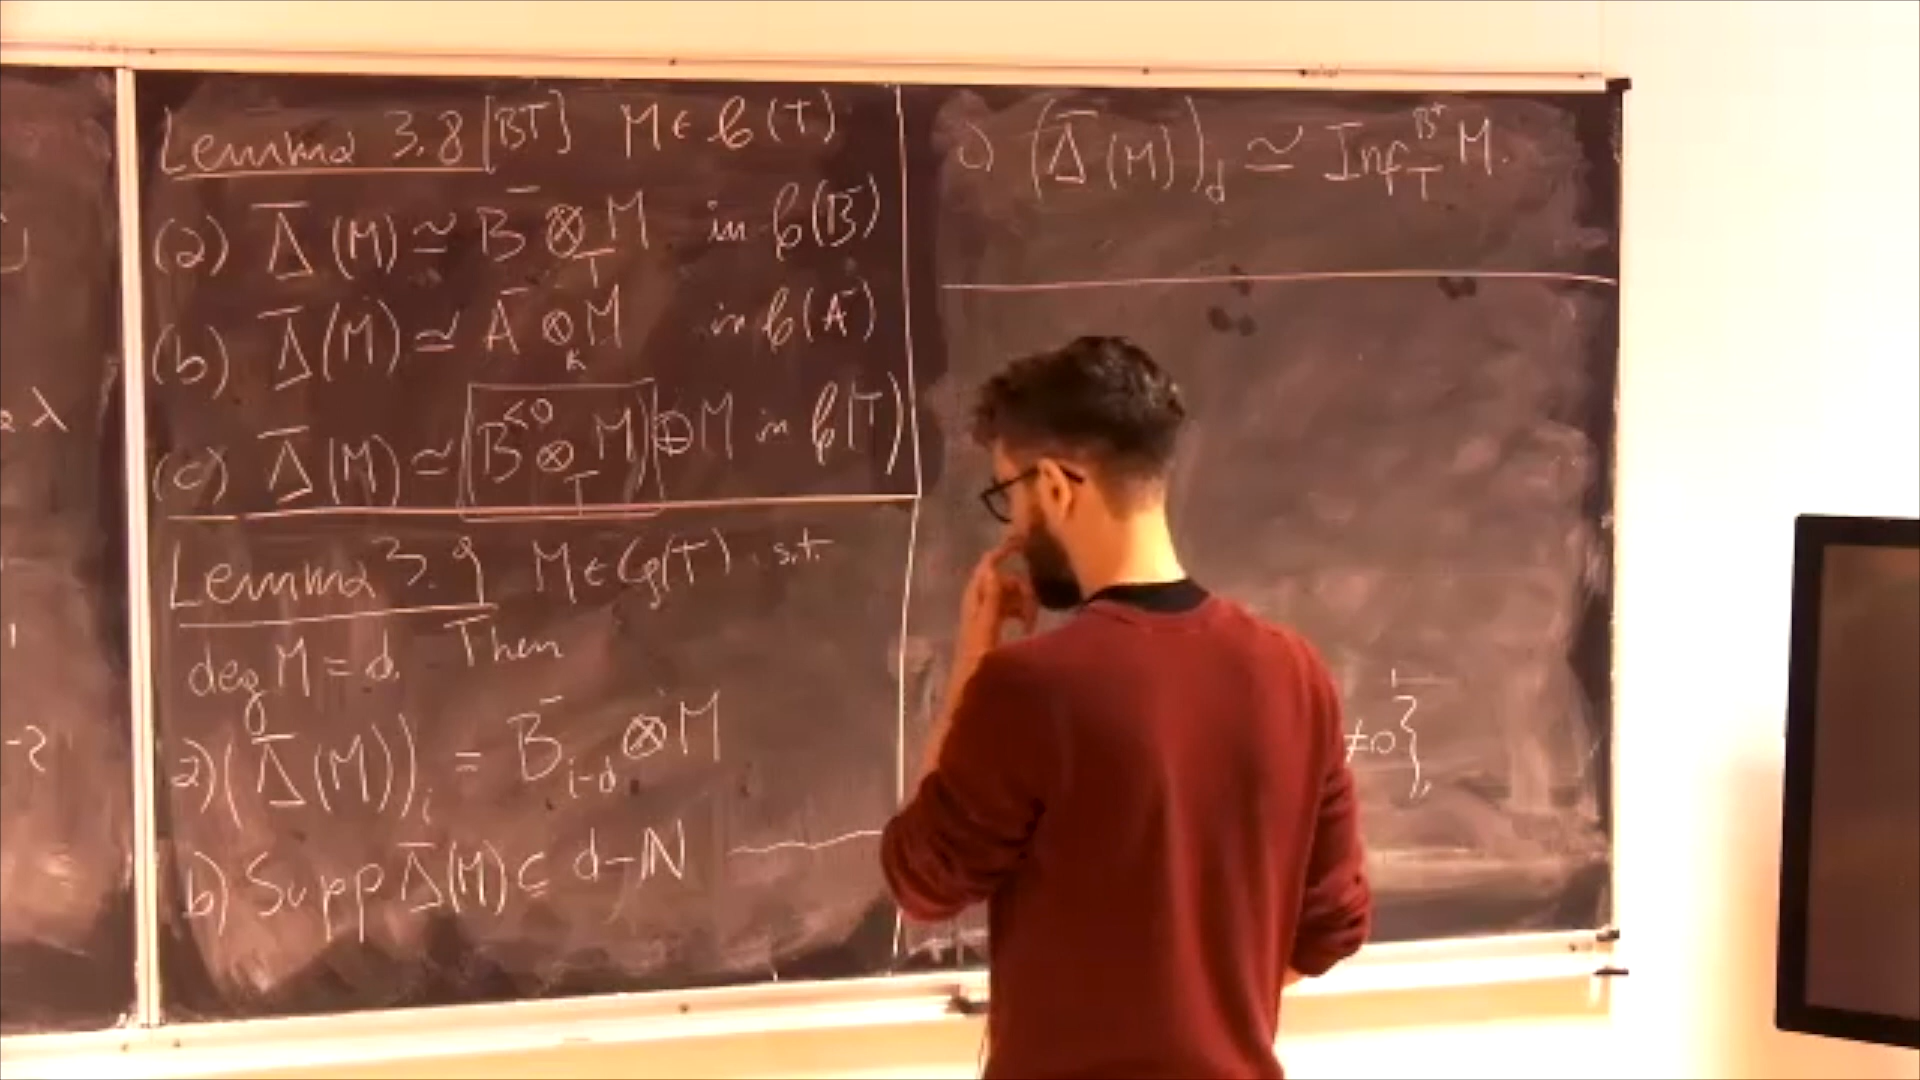 Lemma 3.8 [BT] M ∈ 𝒞(T)
(a) Δ̄(M) ≃ B⁻ ⊗_T M in 𝒞(B⁻)
(b) Δ̄(M) ≃ A⁻ ⊗_K M in 𝒞(A⁻)
(c) Δ̄(M) ≃ (B^{<0} ⊗_T M) ⊕ M in 𝒞(T)
Lemma 3.9 M ∈ G(T) s.t.
deg M = d. Then
a) (Δ̄(M))_i = B⁻_{i-d} ⊗ M
b) Supp Δ̄(M) ⊆ d-ℕ
c) (Δ̄(M))_d ≃ Inf_T^{B⁺} M.
≠0},
λ
-2